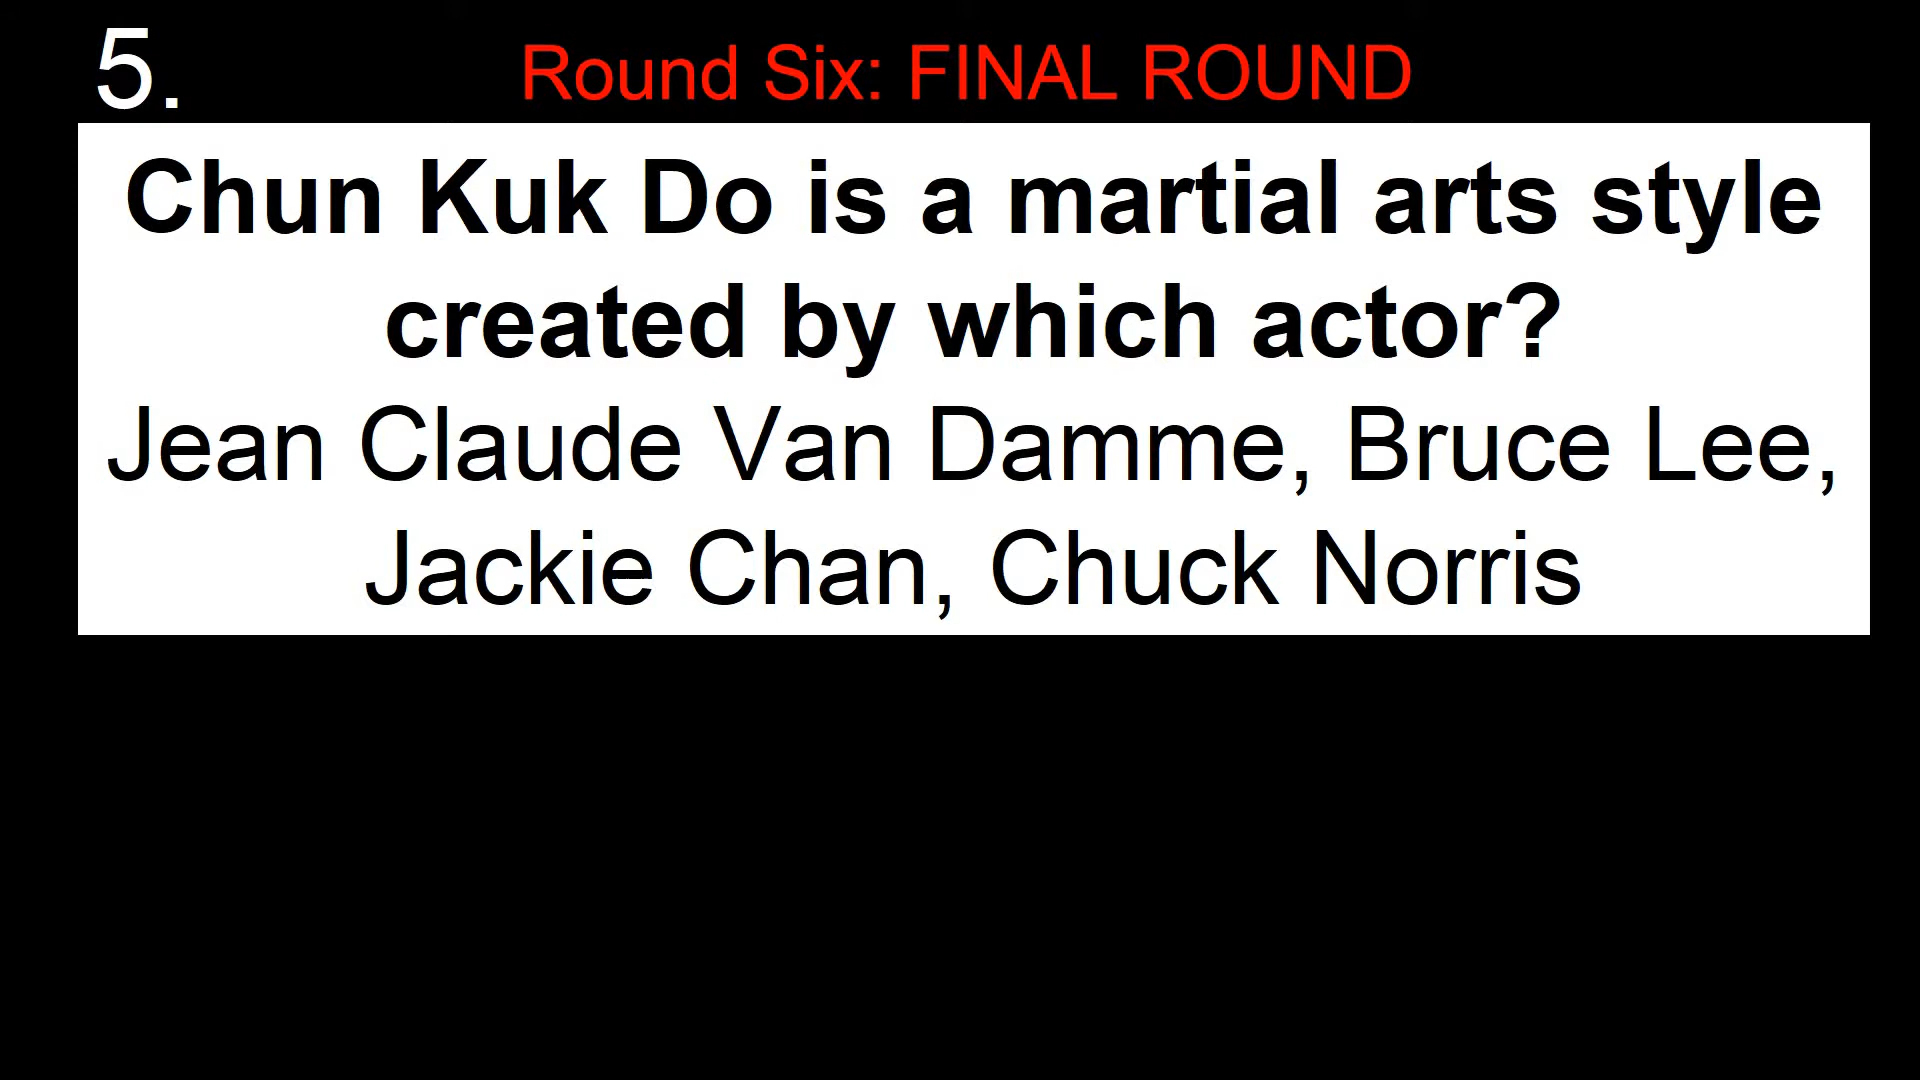 5.
Round Six: FINAL ROUND
Chun Kuk Do is a martial arts style
created by which actor?
Jean Claude Van Damme, Bruce Lee,
Jackie Chan, Chuck Norris